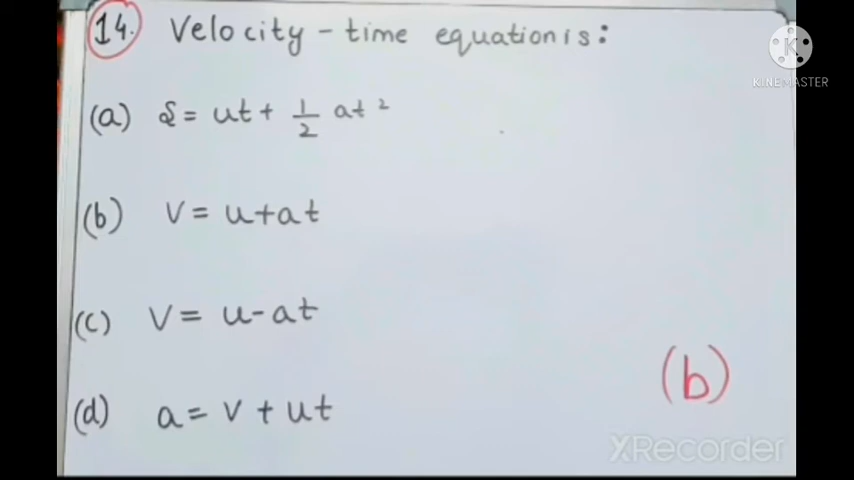 14. Velocity - time equation is:
(a) S = ut + 1/2 at²
(b) V = u+at
(c) V = u-at
(d) a = v + ut
(b)
K
KINEMASTER
XRecorder